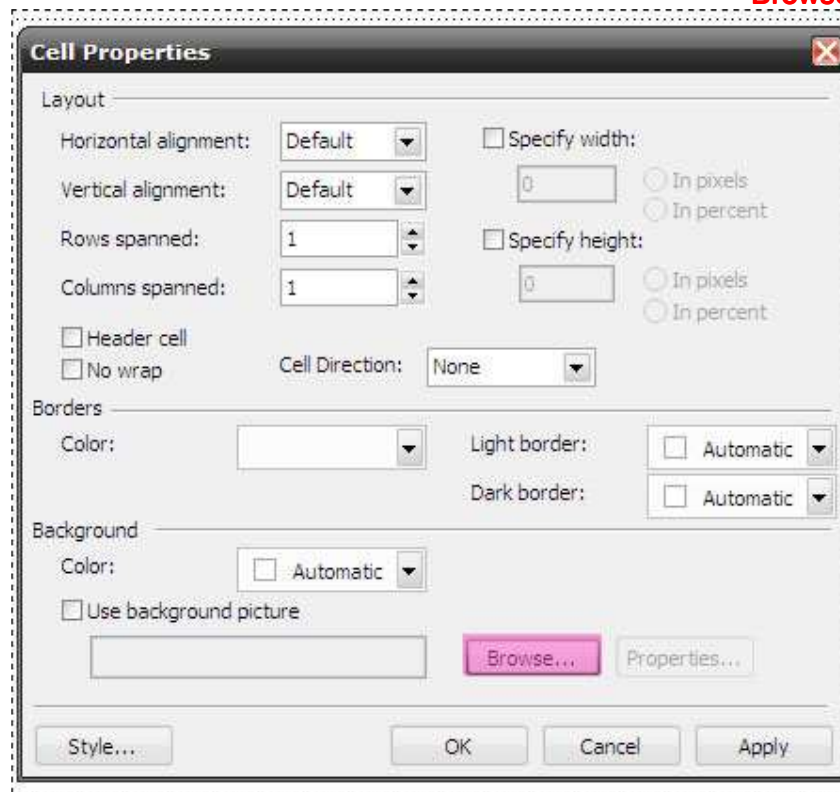 Browse
Cell Properties
Layout
Horizontal alignment: Default
Specify width:
Vertical alignment: Default
0 In pixels
In percent
Rows spanned: 1
Specify height:
Columns spanned: 1
0 In pixels
In percent
Header cell
No wrap
Cell Direction: None
Borders
Color:
Light border: Automatic
Dark border: Automatic
Background
Color: Automatic
Use background picture
Browse... Properties...
Style... OK Cancel Apply